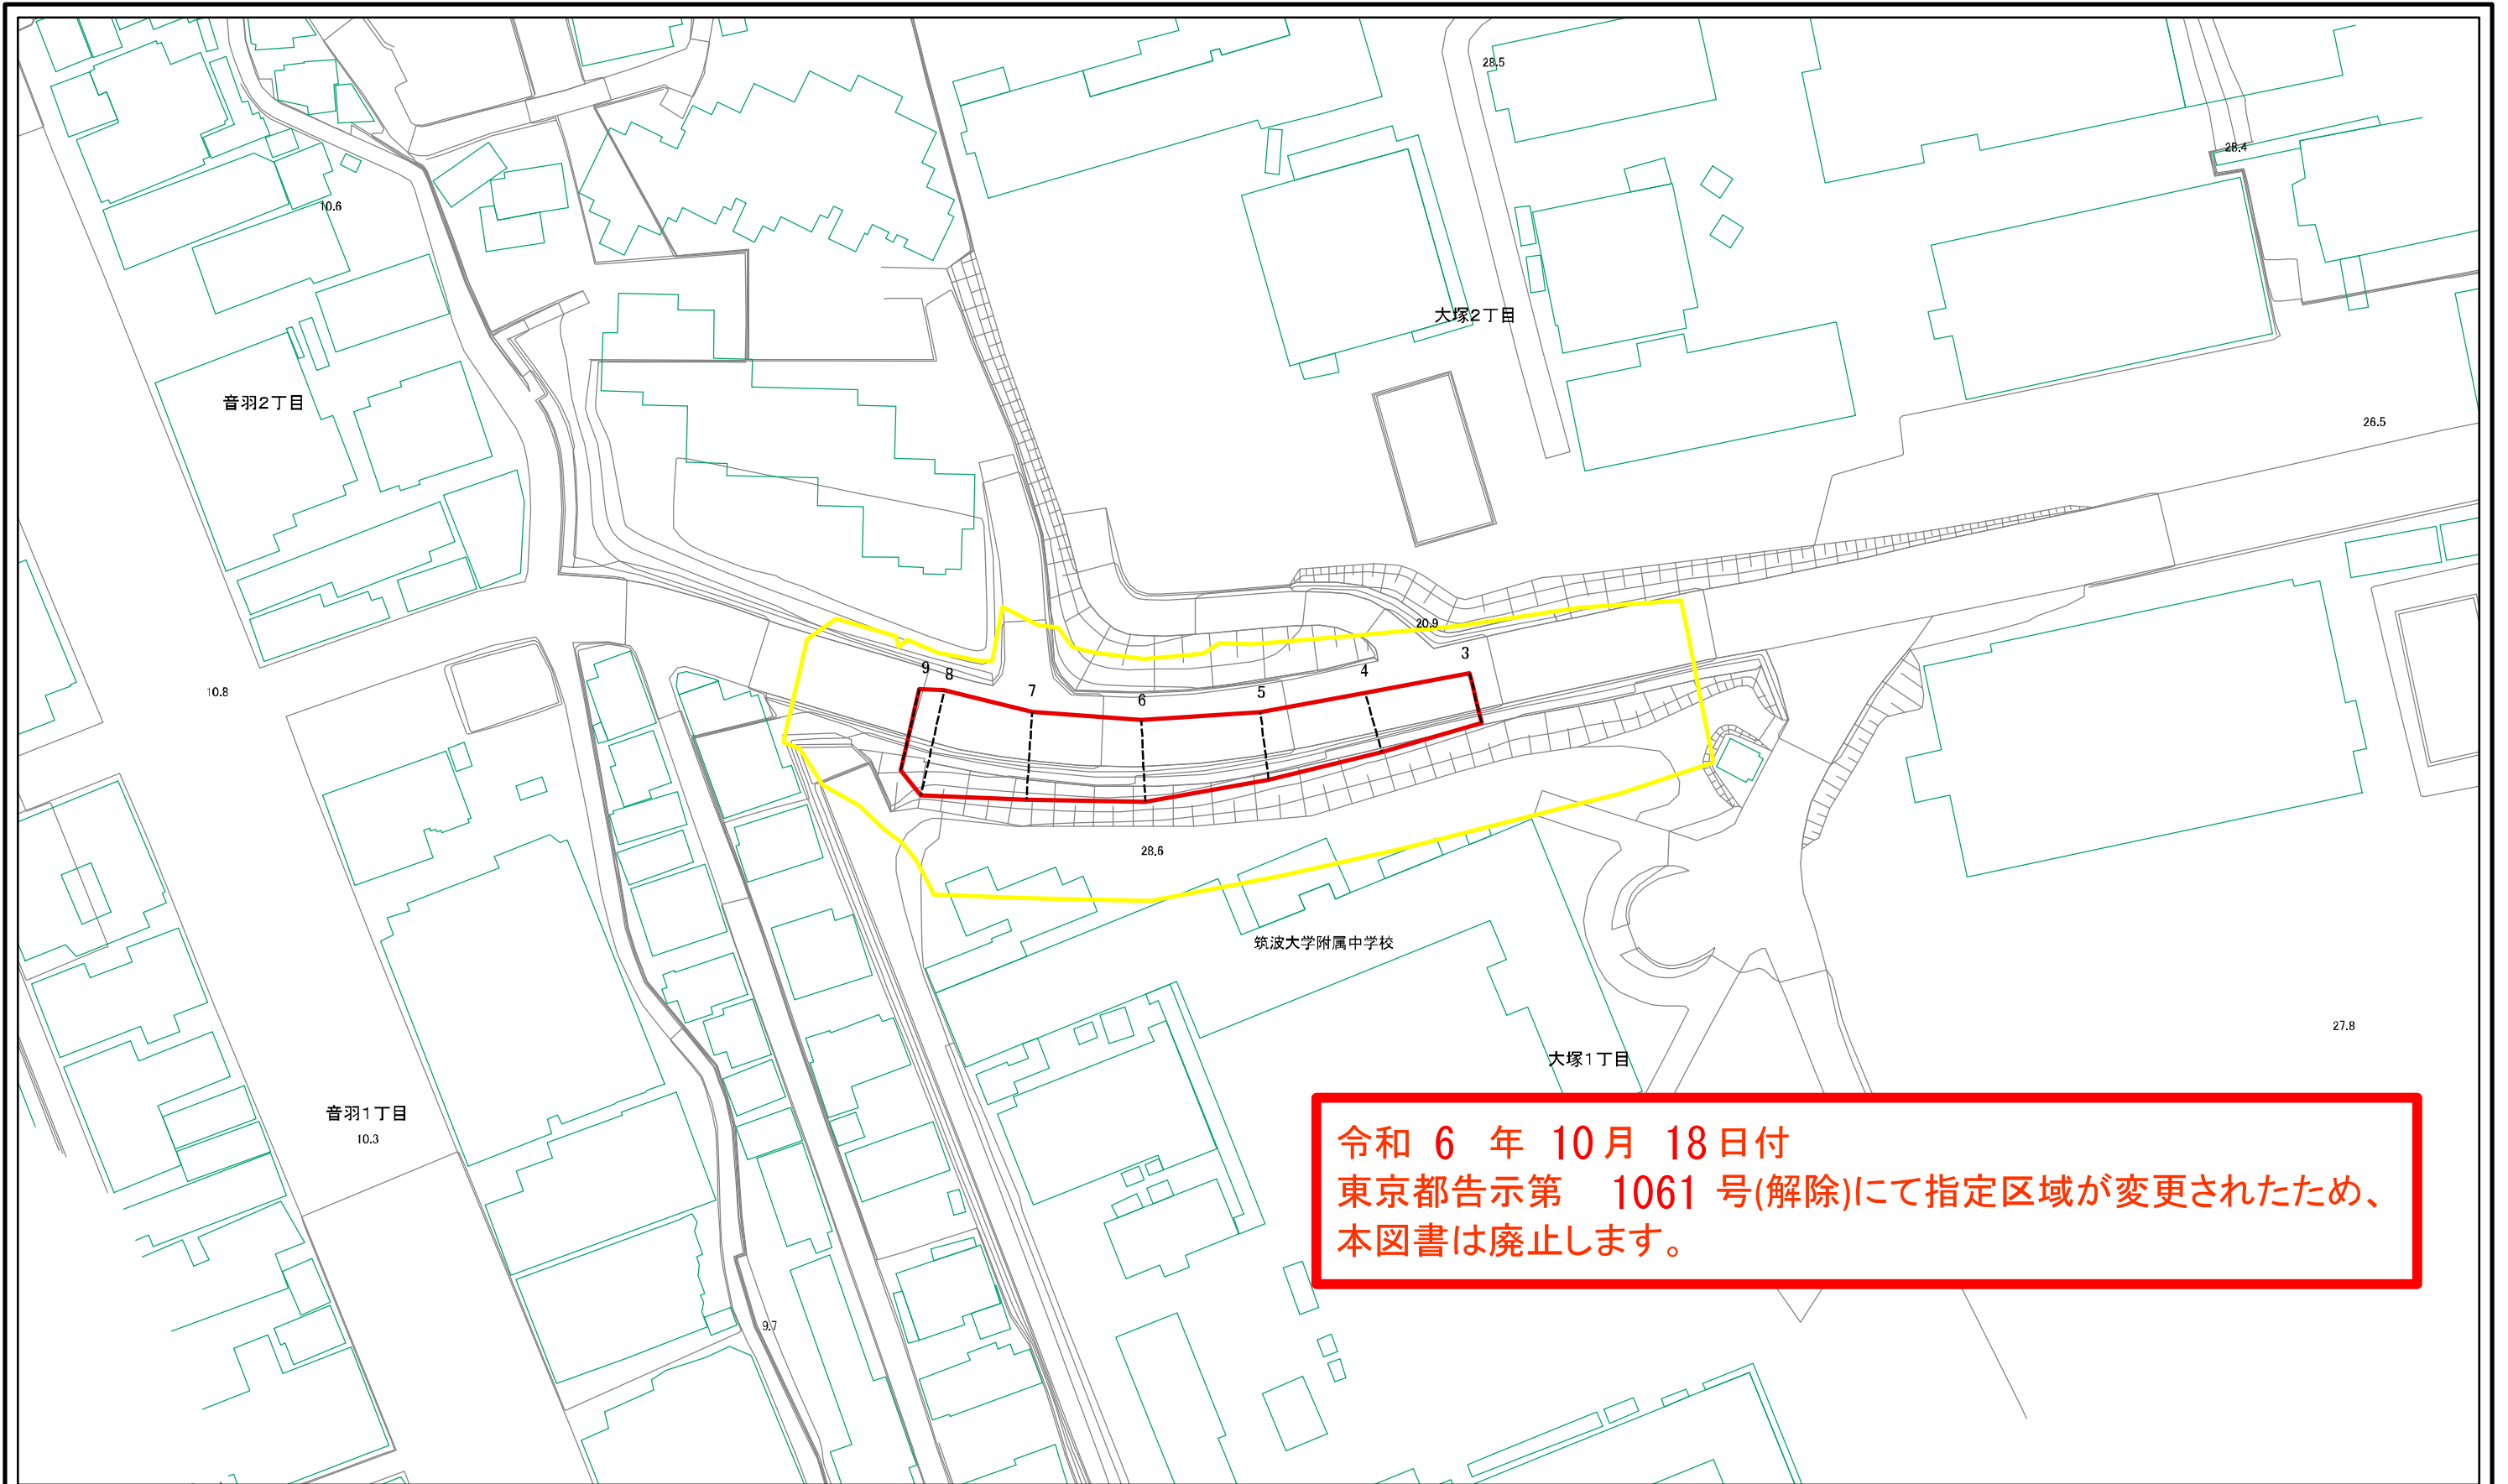 28.5
28.4
10.6
大塚2丁目
音羽2丁目
26.5
20.9
3
9
8
4
10.8
7
5
6
28.6
筑波大学附属中学校
27.8
大塚1丁目
音羽1丁目
10.3
令和 6 年 10月 18日付
東京都告示第 1061 号(解除)にて指定区域が変更されたため、
本図書は廃止します。
9.7